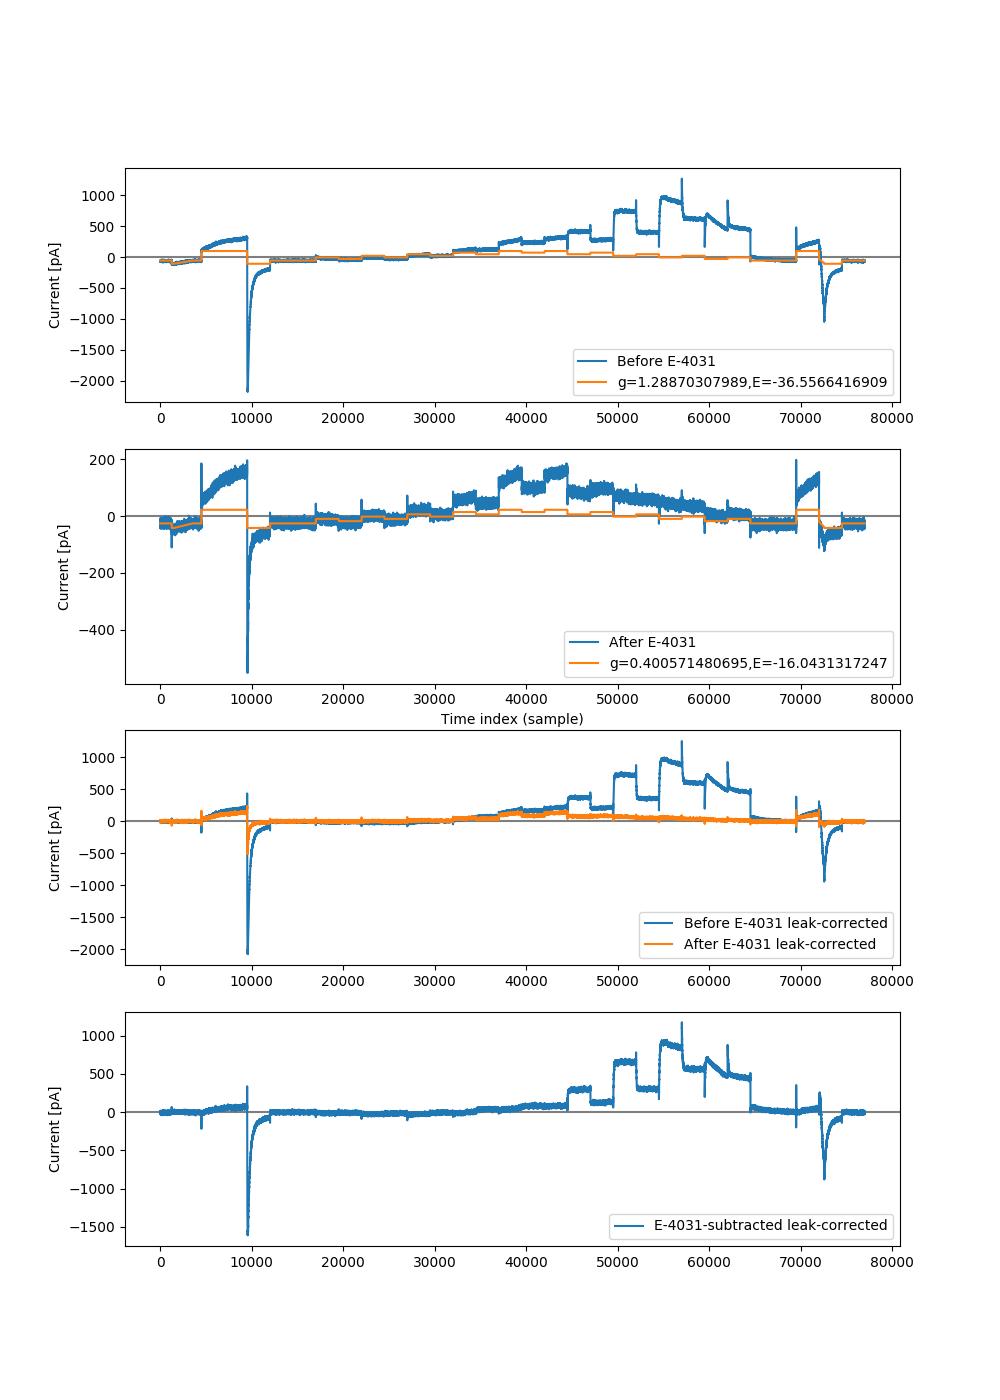 1000
500
0
−500
−1000
−1500
−2000
Current [pA]
Before E-4031
g=1.28870307989,E=-36.5566416909
0 10000 20000 30000 40000 50000 60000 70000 80000
200
0
−200
−400
Current [pA]
After E-4031
g=0.400571480695,E=-16.0431317247
0 10000 20000 30000 40000 50000 60000 70000 80000
Time index (sample)
1000
500
0
−500
−1000
−1500
−2000
Current [pA]
Before E-4031 leak-corrected
After E-4031 leak-corrected
0 10000 20000 30000 40000 50000 60000 70000 80000
1000
500
0
−500
−1000
−1500
Current [pA]
E-4031-subtracted leak-corrected
0 10000 20000 30000 40000 50000 60000 70000 80000